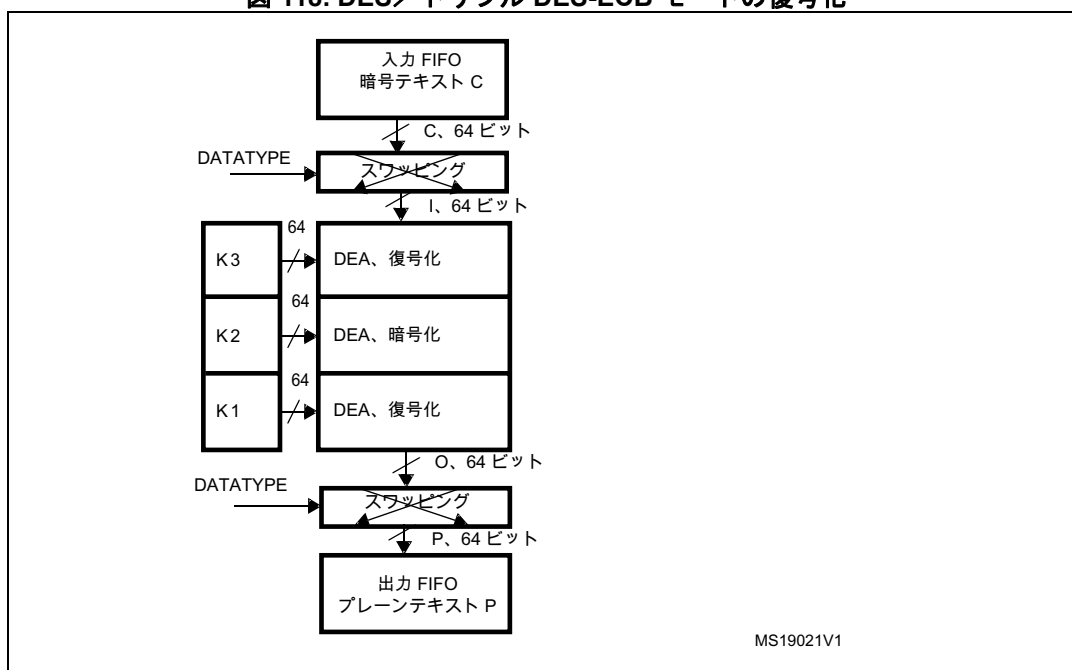 入力 FIFO
暗号テキスト C
C、64 ビット
DATATYPE
スワッピング
I、64 ビット
64
K3
DEA、復号化
64
K2
DEA、暗号化
64
K1
DEA、復号化
O、64 ビット
DATATYPE
スワッピング
P、64 ビット
出力 FIFO
プレーンテキスト P
MS19021V1